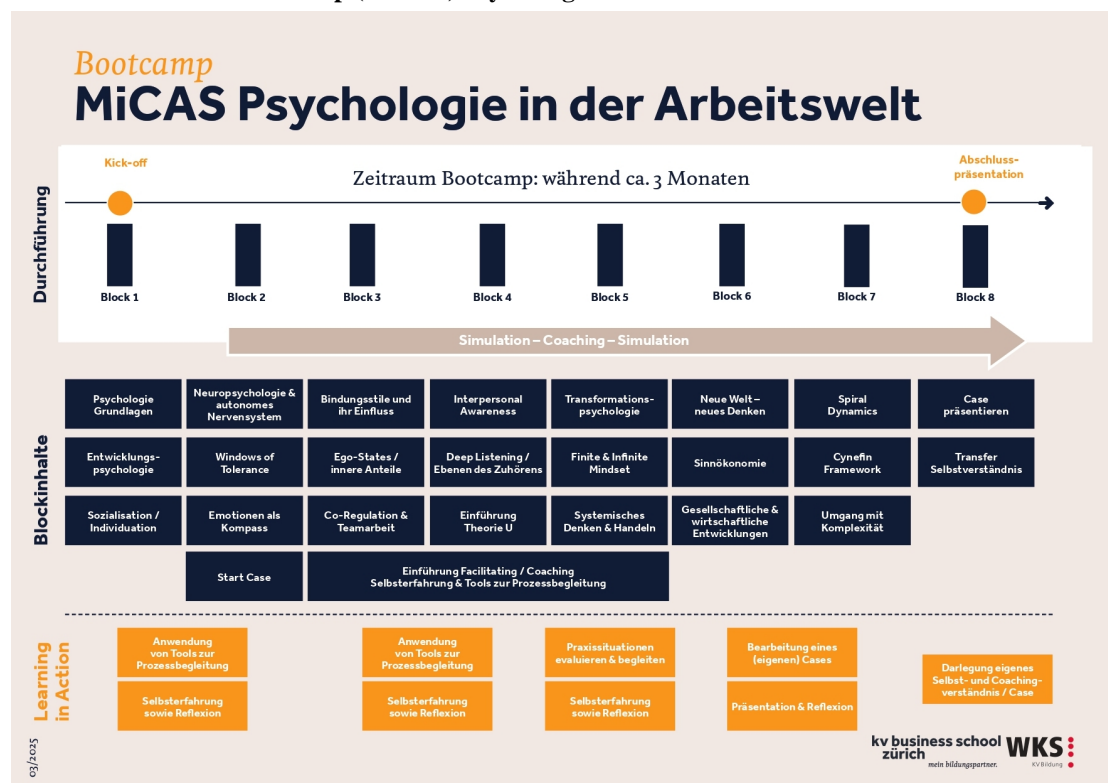 Bootcamp
MiCAS Psychologie in der Arbeitswelt
Durchführung
Kick-off
Zeitraum Bootcamp: während ca. 3 Monaten
Abschluss-
präsentation
Block 1
Block 2
Block 3
Block 4
Block 5
Block 6
Block 7
Block 8
Simulation – Coaching – Simulation
Blockinhalte
Psychologie
Grundlagen
Neuropsychologie &
autonomes
Nervensystem
Bindungsstile und
ihr Einfluss
Interpersonal
Awareness
Transformations-
psychologie
Neue Welt –
neues Denken
Spiral
Dynamics
Case
präsentieren
Entwicklungs-
psychologie
Windows of
Tolerance
Ego-States /
innere Anteile
Deep Listening /
Ebenen des Zuhörens
Finite & Infinite
Mindset
Sinnökonomie
Cynefin
Framework
Transfer
Selbstverständnis
Sozialisation /
Individuation
Emotionen als
Kompass
Co-Regulation &
Teamarbeit
Einführung
Theorie U
Systemisches
Denken & Handeln
Gesellschaftliche &
wirtschaftliche
Entwicklungen
Umgang mit
Komplexität
Start Case
Einführung Facilitating / Coaching
Selbsterfahrung & Tools zur Prozessbegleitung
Learning
in Action
Anwendung
von Tools zur
Prozessbegleitung
Selbsterfahrung
sowie Reflexion
Anwendung
von Tools zur
Prozessbegleitung
Selbsterfahrung
sowie Reflexion
Praxissituationen
evaluieren & begleiten
Selbsterfahrung
sowie Reflexion
Bearbeitung eines
(eigenen) Cases
Präsentation & Reflexion
Darlegung eigenes
Selbst- und Coaching-
verständnis / Case
03/2025
kv business school
zürich
mein bildungspartner.
WKS
KV Bildung